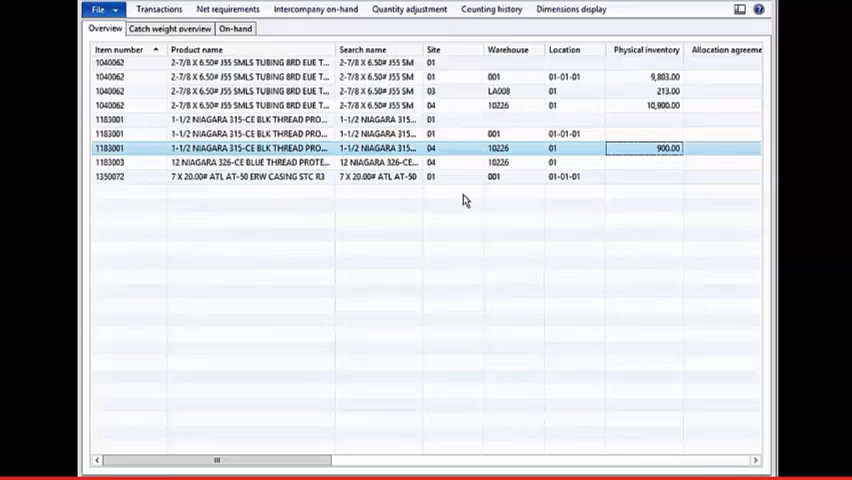 File Transactions Net requirements Intercompany on-hand Quantity adjustment Counting history Dimensions display
Overview Catch weight overview On-hand
Item number Product name Search name Site Warehouse Location Physical inventory Allocation agreeme
1040062 2-7/8 X 6.50# J55 SMLS TUBING 8RD EUE T... 2-7/8 X 6.50# J55 SM 01
1040062 2-7/8 X 6.50# J55 SMLS TUBING 8RD EUE T... 2-7/8 X 6.50# J55 SM 01 001 01-01-01 9,803.00
1040062 2-7/8 X 6.50# J55 SMLS TUBING 8RD EUE T... 2-7/8 X 6.50# J55 SM 03 LA008 01 213.00
1040062 2-7/8 X 6.50# J55 SMLS TUBING 8RD EUE T... 2-7/8 X 6.50# J55 SM 04 10226 01 10,900.00
1183001 1-1/2 NIAGARA 315-CE BLK THREAD PRO... 1-1/2 NIAGARA 315... 01
1183001 1-1/2 NIAGARA 315-CE BLK THREAD PRO... 1-1/2 NIAGARA 315... 01 001 01-01-01
1183001 1-1/2 NIAGARA 315-CE BLK THREAD PRO... 1-1/2 NIAGARA 315... 04 10226 01 900.00
1183003 12 NIAGARA 326-CE BLUE THREAD PROTE... 12 NIAGARA 326-CE... 04 10226 01
1350072 7 X 20.00# ATL AT-50 ERW CASING STC R3 7 X 20.00# ATL AT-50 01 001 01-01-01